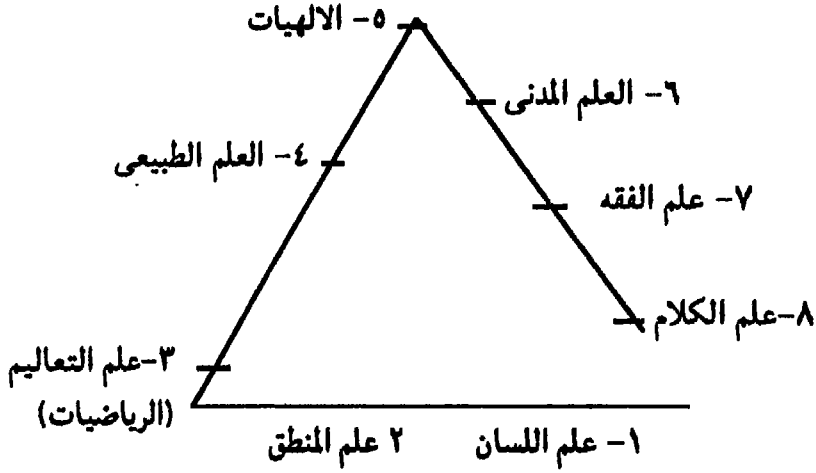 ٥- الالهيات
٦- العلم المدنى
٤- العلم الطبيعى
٧- علم الفقه
٨-علم الكلام
٣-علم التعاليم
(الرياضيات)
١- علم اللسان
٢ علم المنطق